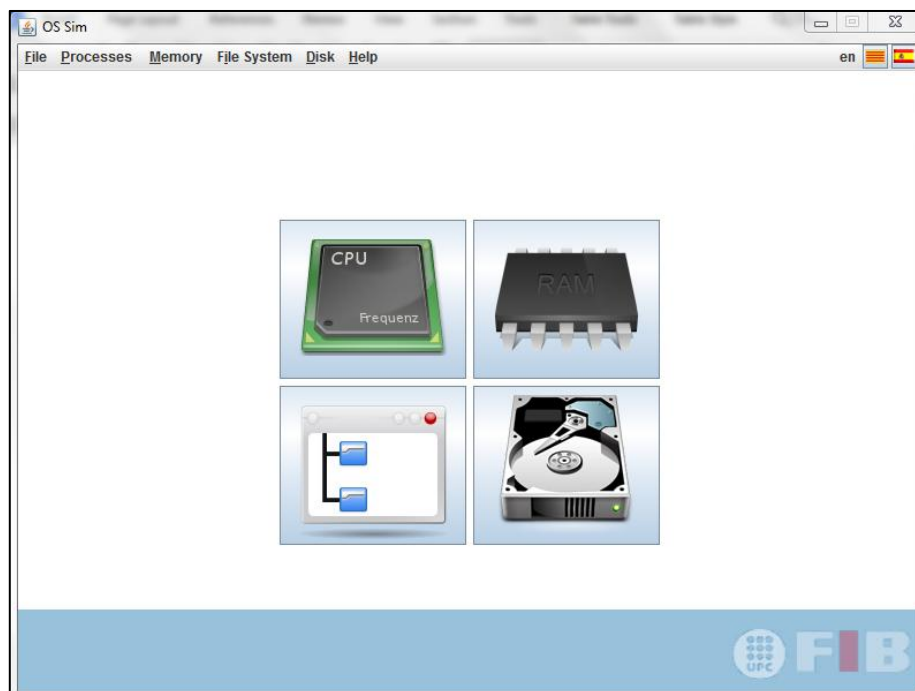 OS Sim
File Processes Memory File System Disk Help en
CPU
Frequenz
RAM
UPC FIB